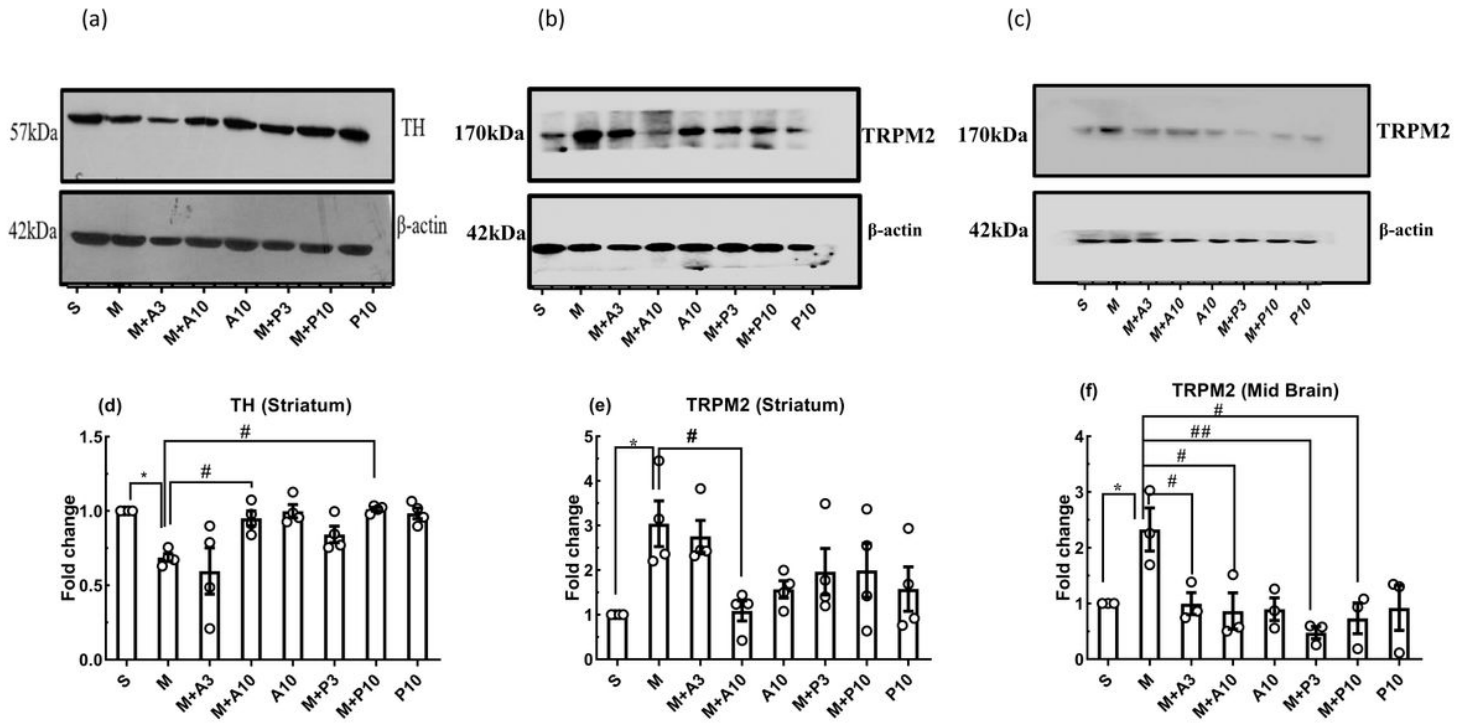 (a)
(b)
(c)
57kDa
TH
42kDa
β-actin
S M M+A3 M+A10 A10 M+P3 M+P10 P10
170kDa
TRPM2
42kDa
β-actin
S M M+A3 M+A10 A10 M+P3 M+P10 P10
170kDa
TRPM2
42kDa
β-actin
S M M+A3 M+A10 A10 M+P3 M+P10 P10
(d) TH (Striatum)
Fold change
1.5
1.0
0.5
0.0
* # #
S M M+A3 M+A10 A10 M+P3 M+P10 P10
(e) TRPM2 (Striatum)
Fold change
5
4
3
2
1
0
* #
S M M+A3 M+A10 A10 M+P3 M+P10 P10
(f) TRPM2 (Mid Brain)
Fold change
4
3
2
1
0
#
##
#
* #
S M M+A3 M+A10 A10 M+P3 M+P10 P10